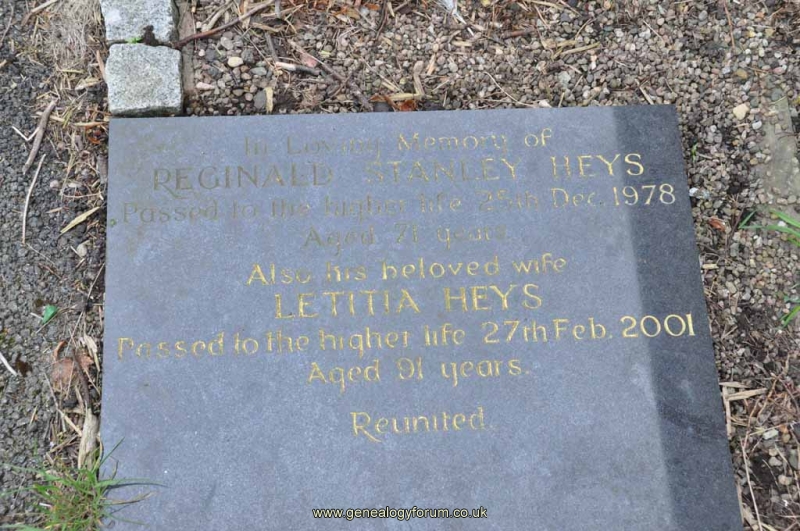 In Loving Memory of
REGINALD STANLEY HEYS
Passed to the higher life 25th Dec. 1978
Aged 71 years.
Also his beloved wife
LETITIA HEYS
Passed to the higher life 27th Feb. 2001
Aged 91 years.
Reunited.
www.genealogyforum.co.uk